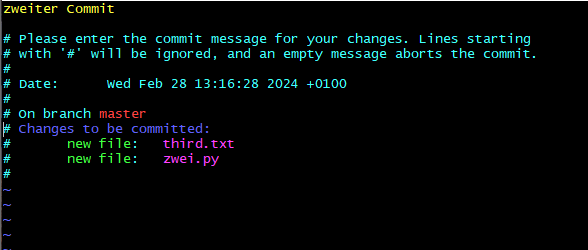 zweiter Commit
# Please enter the commit message for your changes. Lines starting
# with '#' will be ignored, and an empty message aborts the commit.
#
# Date:      Wed Feb 28 13:16:28 2024 +0100
#
# On branch master
# Changes to be committed:
#       new file:   third.txt
#       new file:   zwei.py
#
~
~
~
~